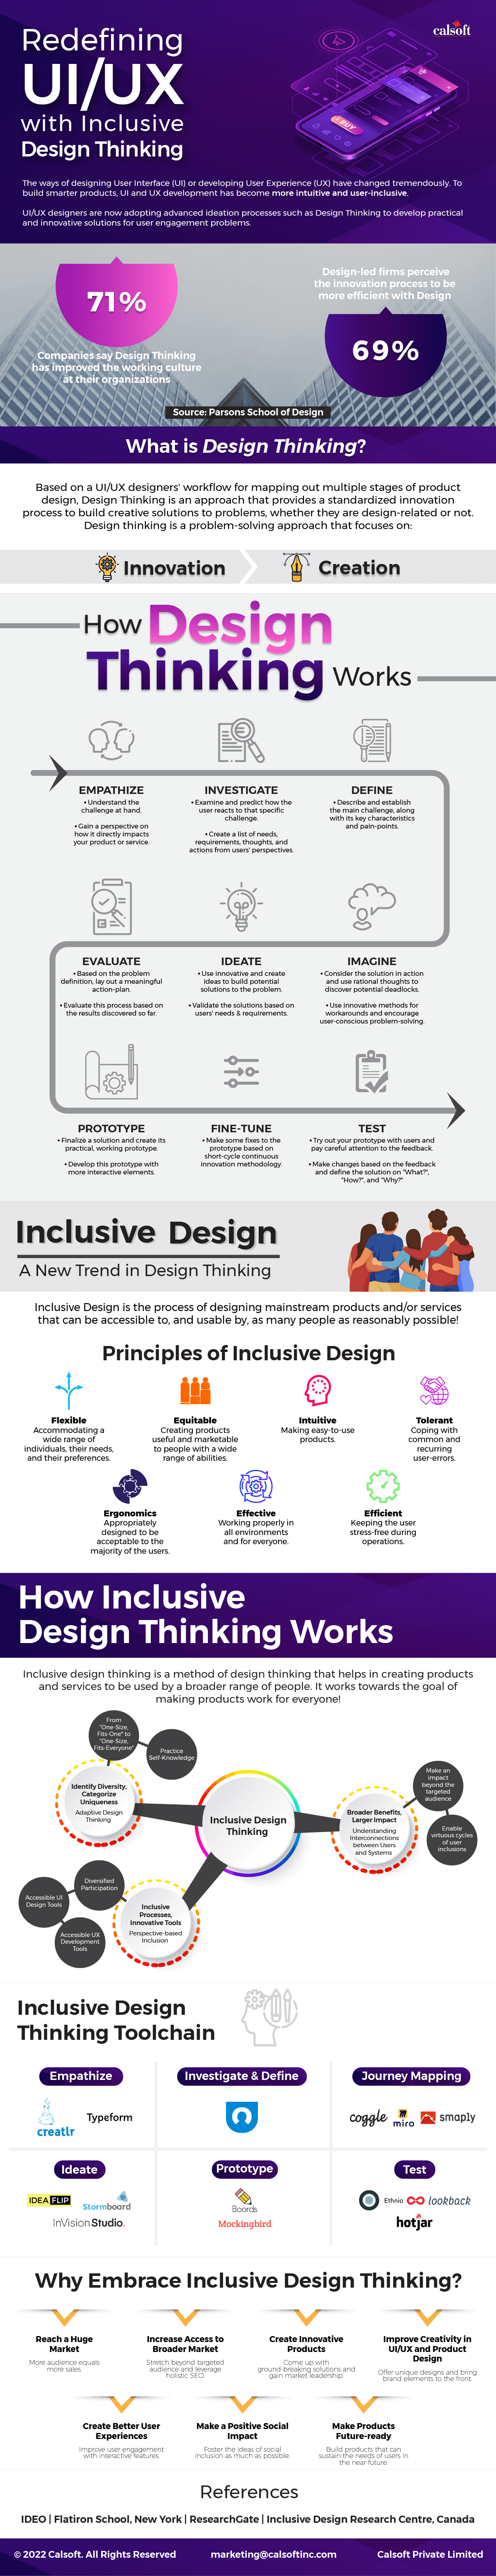 calsoft
Redefining
UI/UX
with Inclusive
Design Thinking
The ways of designing User Interface (UI) or developing User Experience (UX) have changed tremendously. To
build smarter products, UI and UX development has become more intuitive and user-inclusive.
UI/UX designers are now adopting advanced ideation processes such as Design Thinking to develop practical
and innovative solutions for user engagement problems.
BUY
71%
Companies say Design Thinking
has improved the working culture
at their organizations
Design-led firms perceive
the innovation process to be
more efficient with Design
69%
Source: Parsons School of Design
What is Design Thinking?
Based on a UI/UX designers' workflow for mapping out multiple stages of product
design, Design Thinking is an approach that provides a standardized innovation
process to build creative solutions to problems, whether they are design-related or not.
Design thinking is a problem-solving approach that focuses on:
Innovation
Creation
How Design
Thinking Works
EMPATHIZE
• Understand the
challenge at hand.
• Gain a perspective on
how it directly impacts
your product or service.
INVESTIGATE
• Examine and predict how the
user reacts to that specific
challenge.
• Create a list of needs,
requirements, thoughts, and
actions from users' perspectives.
DEFINE
• Describe and establish
the main challenge, along
with its key characteristics
and pain-points.
EVALUATE
• Based on the problem
definition, lay out a meaningful
action-plan.
• Evaluate this process based on
the results discovered so far.
IDEATE
• Use innovative and create
ideas to build potential
solutions to the problem.
• Validate the solutions based on
users' needs & requirements.
IMAGINE
• Consider the solution in action
and use rational thoughts to
discover potential deadlocks.
• Use innovative methods for
workarounds and encourage
user-conscious problem-solving.
PROTOTYPE
• Finalize a solution and create its
practical, working prototype.
• Develop this prototype with
more interactive elements.
FINE-TUNE
• Make some fixes to the
prototype based on
short-cycle continuous
innovation methodology.
TEST
• Try out your prototype with users and
pay careful attention to the feedback.
• Make changes based on the feedback
and define the solution on "What?",
"How?", and "Why?"
Inclusive Design
A New Trend in Design Thinking
Inclusive Design is the process of designing mainstream products and/or services
that can be accessible to, and usable by, as many people as reasonably possible!
Principles of Inclusive Design
Flexible
Accommodating a
wide range of
individuals, their needs,
and their preferences.
Equitable
Creating products
useful and marketable
to people with a wide
range of abilities.
Intuitive
Making easy-to-use
products.
Tolerant
Coping with
common and
recurring
user-errors.
Ergonomics
Appropriately
designed to be
acceptable to the
majority of the users.
Effective
Working properly in
all environments
and for everyone.
Efficient
Keeping the user
stress-free during
operations.
How Inclusive
Design Thinking Works
Inclusive design thinking is a method of design thinking that helps in creating products
and services to be used by a broader range of people. It works towards the goal of
making products work for everyone!
From
"One-Size,
Fits-One" to
"One-Size,
Fits-Everyone"
Practice
Self-Knowledge
Identify Diversity,
Categorize
Uniqueness
Adaptive Design
Thinking
Inclusive Design
Thinking
Broader Benefits,
Larger Impact
Understanding
Interconnections
between Users
and Systems
Make an
impact
beyond the
targeted
audience
Enable
virtuous cycles
of user
inclusions
Diversified
Participation
Accessible UI
Design Tools
Accessible UX
Development
Tools
Inclusive
Processes,
Innovative Tools
Perspective-based
Inclusion
Inclusive Design
Thinking Toolchain
Empathize
creatlr
Typeform
Investigate & Define
Journey Mapping
coggle
miro
smaply
Ideate
IDEA FLIP
Stormboard
InVision Studio.
Prototype
Boords
Mockingbird
Test
Ethnio
lookback
hotjar
Why Embrace Inclusive Design Thinking?
Reach a Huge
Market
More audience equals
more sales.
Increase Access to
Broader Market
Stretch beyond targeted
audience and leverage
holistic SEO.
Create Innovative
Products
Come up with
ground-breaking solutions and
gain market leadership.
Improve Creativity in
UI/UX and Product
Design
Offer unique designs and bring
brand elements to the front.
Create Better User
Experiences
Improve user engagement
with interactive features.
Make a Positive Social
Impact
Foster the ideas of social
inclusion as much as possible.
Make Products
Future-ready
Build products that can
sustain the needs of users in
the near future.
References
IDEO | Flatiron School, New York | ResearchGate | Inclusive Design Research Centre, Canada
© 2022 Calsoft. All Rights Reserved
marketing@calsoftinc.com
Calsoft Private Limited